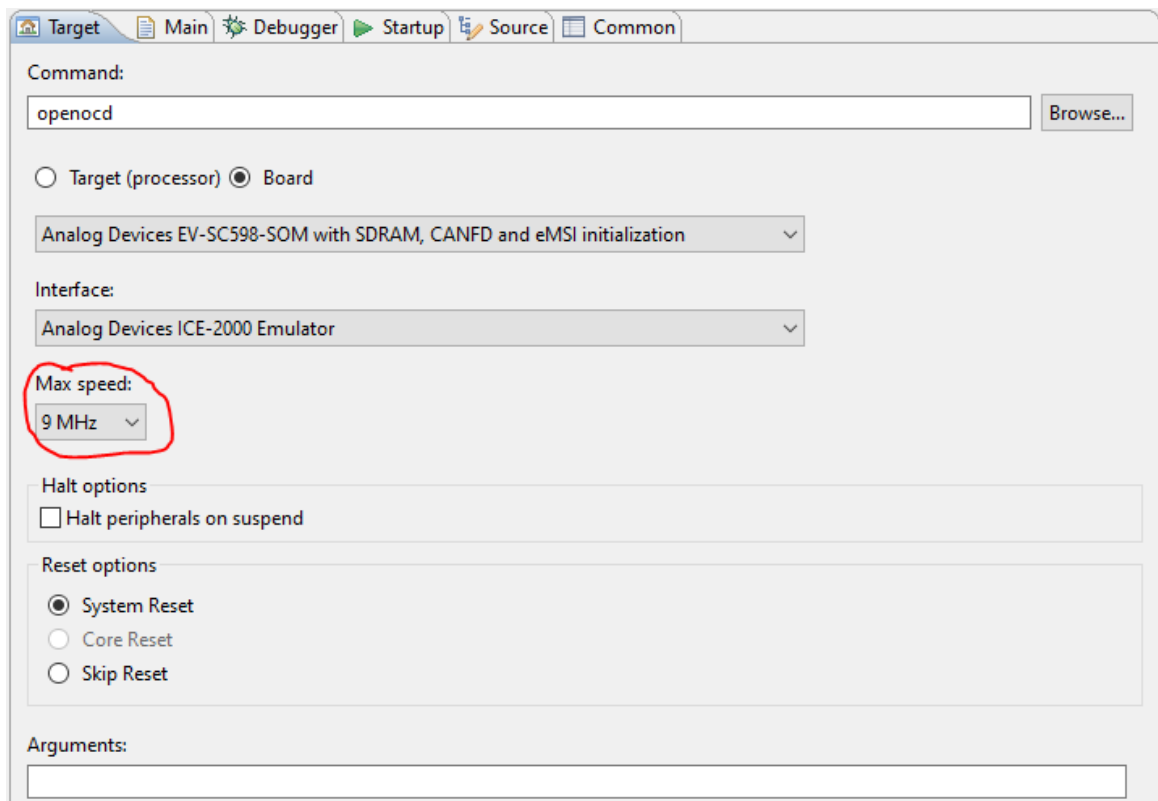 Target Main Debugger Startup Source Common
Command:
openocd Browse...
Target (processor) Board
Analog Devices EV-SC598-SOM with SDRAM, CANFD and eMSI initialization
Interface:
Analog Devices ICE-2000 Emulator
Max speed:
9 MHz
Halt options
Halt peripherals on suspend
Reset options
System Reset
Core Reset
Skip Reset
Arguments: